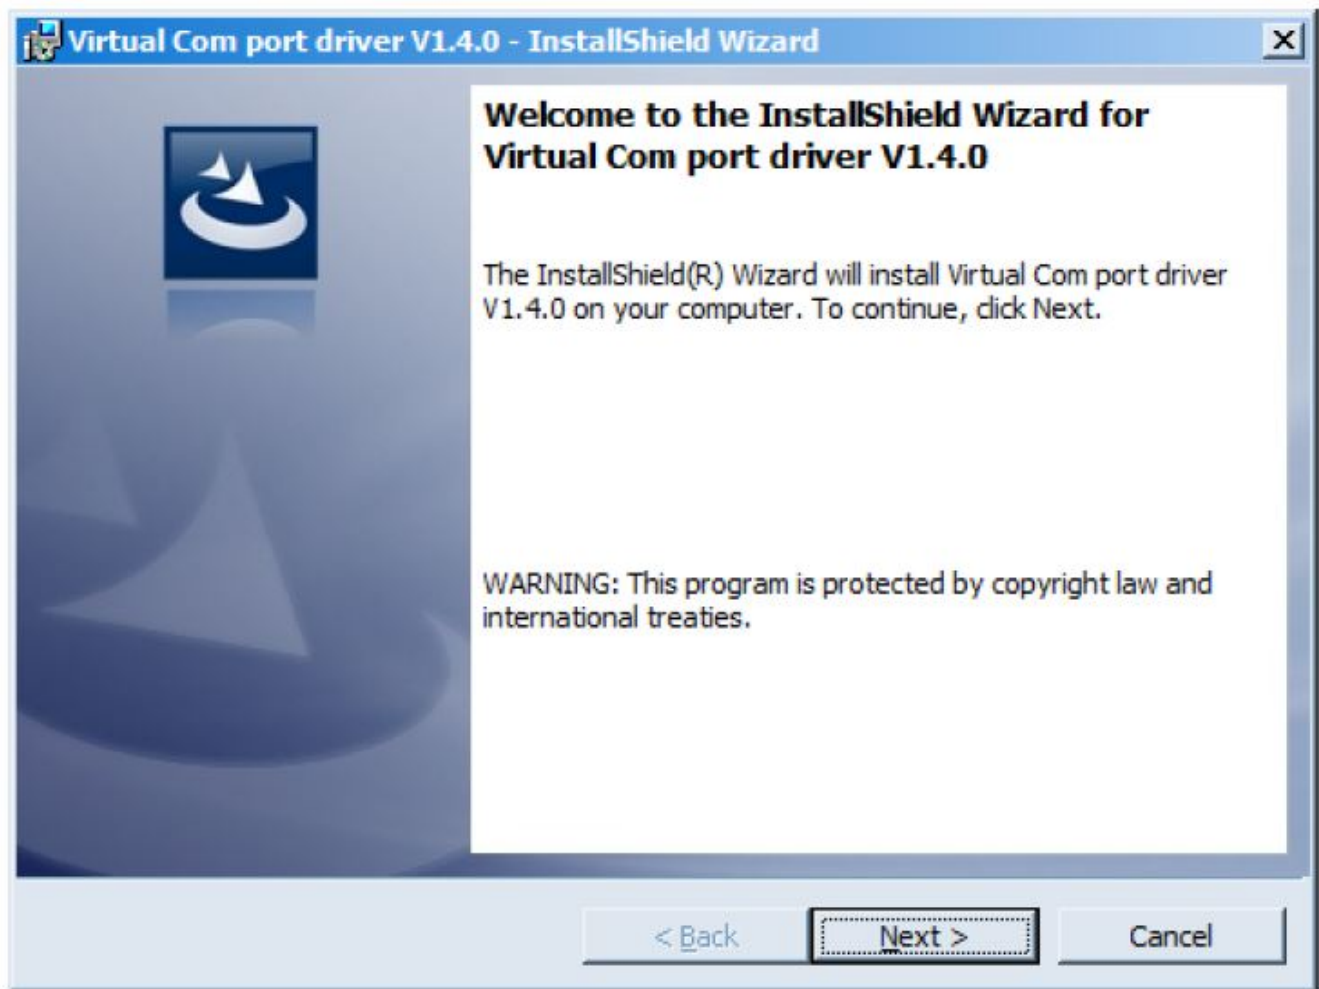 Virtual Com port driver V1.4.0 - InstallShield Wizard
Welcome to the InstallShield Wizard for
Virtual Com port driver V1.4.0
The InstallShield(R) Wizard will install Virtual Com port driver
V1.4.0 on your computer. To continue, click Next.
WARNING: This program is protected by copyright law and
international treaties.
< Back
Next >
Cancel